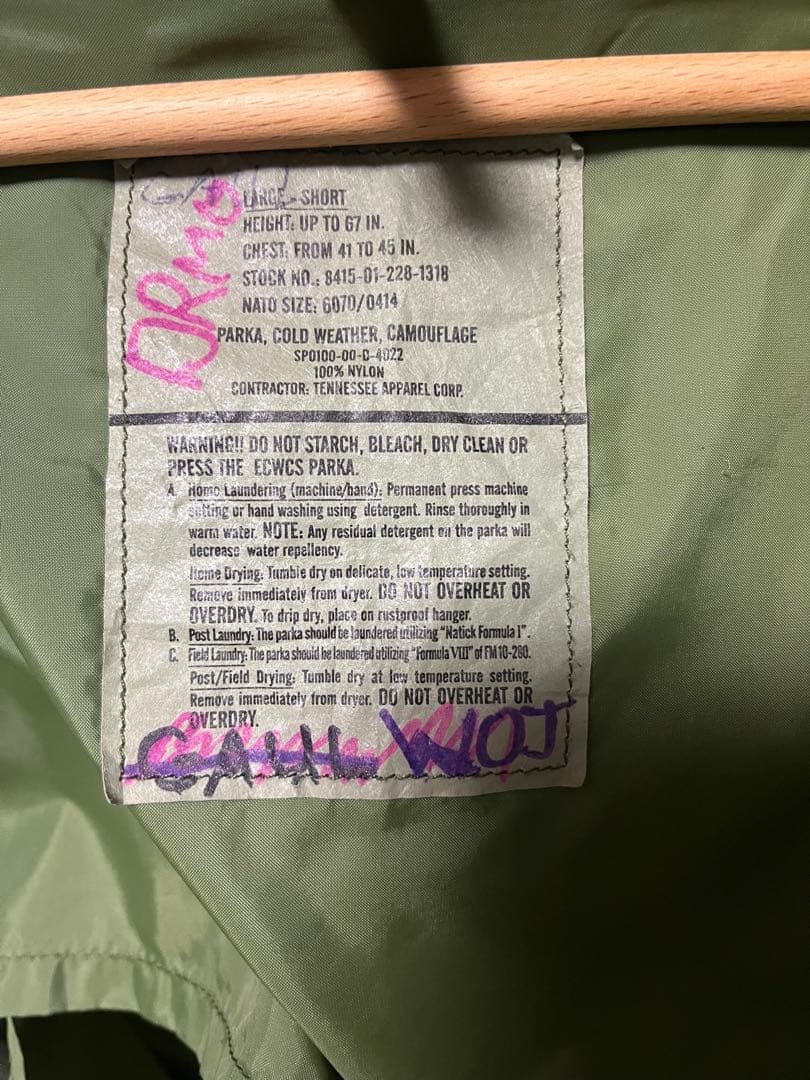 LARGE - SHORT
HEIGHT: UP TO 67 IN.
CHEST: FROM 41 TO 45 IN.
STOCK NO.: 8415-01-228-1318
NATO SIZE: 6070/0414
PARKA, COLD WEATHER, CAMOUFLAGE
SPO100-00-D-4022
100% NYLON
CONTRACTOR: TENNESSEE APPAREL CORP.
WARNING!! DO NOT STARCH, BLEACH, DRY CLEAN OR
PRESS THE ECWCS PARKA.
A. Home Laundering (machine/hand): Permanent press machine
setting or hand washing using detergent. Rinse thoroughly in
warm water. NOTE: Any residual detergent on the parka will
decrease water repellency.
Home Drying: Tumble dry on delicate, low temperature setting.
Remove immediately from dryer. DO NOT OVERHEAT OR
OVERDRY. To drip dry, place on rustproof hanger.
B. Post Laundry: The parka should be laundered utilizing "Natick Formula I".
C. Field Laundry: The parka should be laundered utilizing "Formula VIII" of FM 10-280.
Post/Field Drying: Tumble dry at low temperature setting.
Remove immediately from dryer. DO NOT OVERHEAT OR
OVERDRY.
WOJ